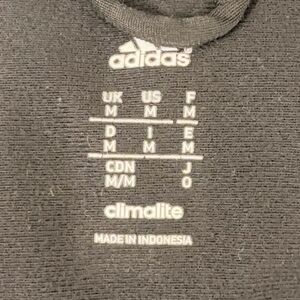 adidas
UK US F
M M M
D I E
M M M
CDN J
M/M O
climalite
MADE IN INDONESIA